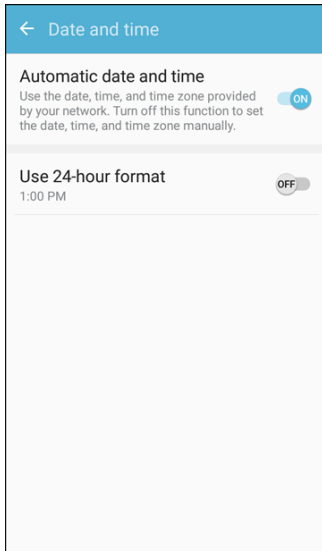 Date and time
Automatic date and time
Use the date, time, and time zone provided
by your network. Turn off this function to set
the date, time, and time zone manually.
ON
Use 24-hour format
1:00 PM
OFF